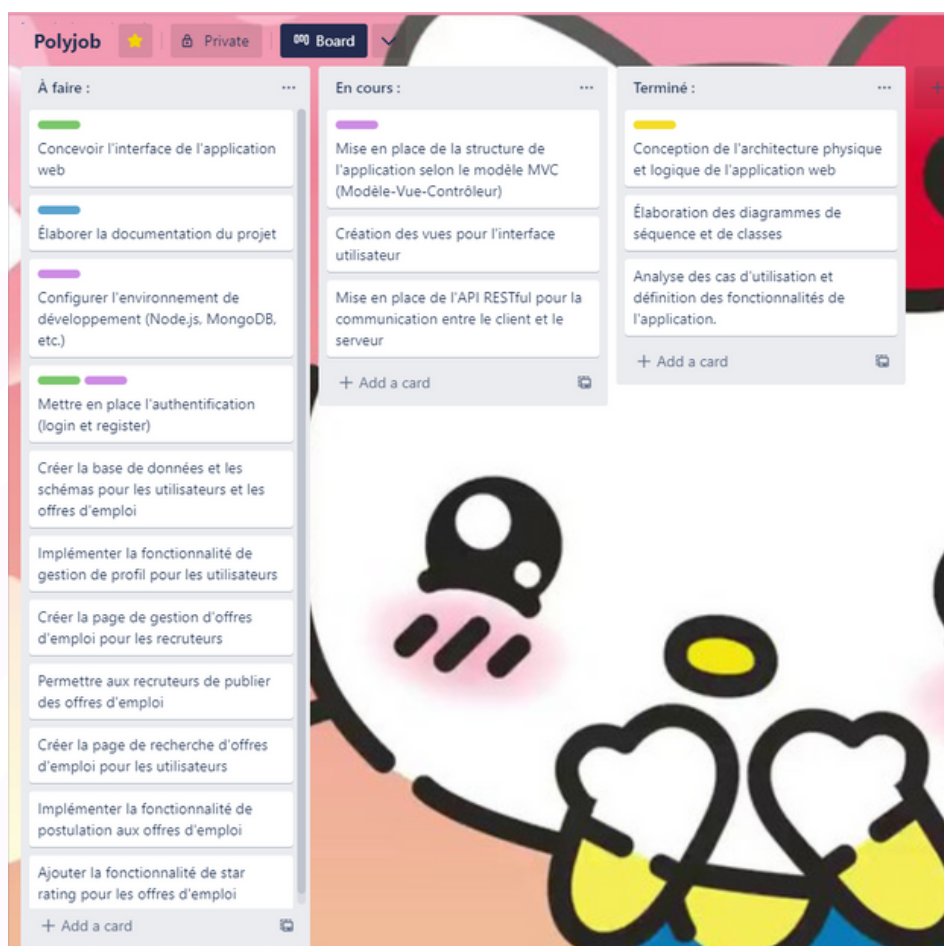 Polyjob Private Board
À faire :
Concevoir l'interface de l'application
web
Élaborer la documentation du projet
Configurer l'environnement de
développement (Node.js, MongoDB,
etc.)
Mettre en place l'authentification
(login et register)
Créer la base de données et les
schémas pour les utilisateurs et les
offres d'emploi
Implémenter la fonctionnalité de
gestion de profil pour les utilisateurs
Créer la page de gestion d'offres
d'emploi pour les recruteurs
Permettre aux recruteurs de publier
des offres d'emploi
Créer la page de recherche d'offres
d'emploi pour les utilisateurs
Implémenter la fonctionnalité de
postulation aux offres d'emploi
Ajouter la fonctionnalité de star
rating pour les offres d'emploi
+ Add a card
En cours :
Mise en place de la structure de
l'application selon le modèle MVC
(Modèle-Vue-Contrôleur)
Création des vues pour l'interface
utilisateur
Mise en place de l'API RESTful pour la
communication entre le client et le
serveur
+ Add a card
Terminé :
Conception de l'architecture physique
et logique de l'application web
Élaboration des diagrammes de
séquence et de classes
Analyse des cas d'utilisation et
définition des fonctionnalités de
l'application.
+ Add a card